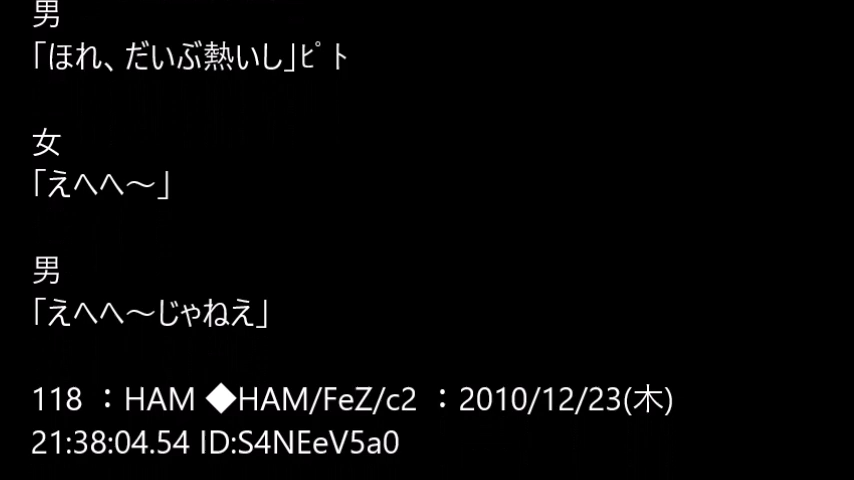 男
「ほれ、だいぶ熱いし」ﾋﾟﾄ
女
「えへへ～」
男
「えへへ～じゃねえ」
118 ：HAM ◆HAM/FeZ/c2 ：2010/12/23(木)
21:38:04.54 ID:S4NEeV5a0